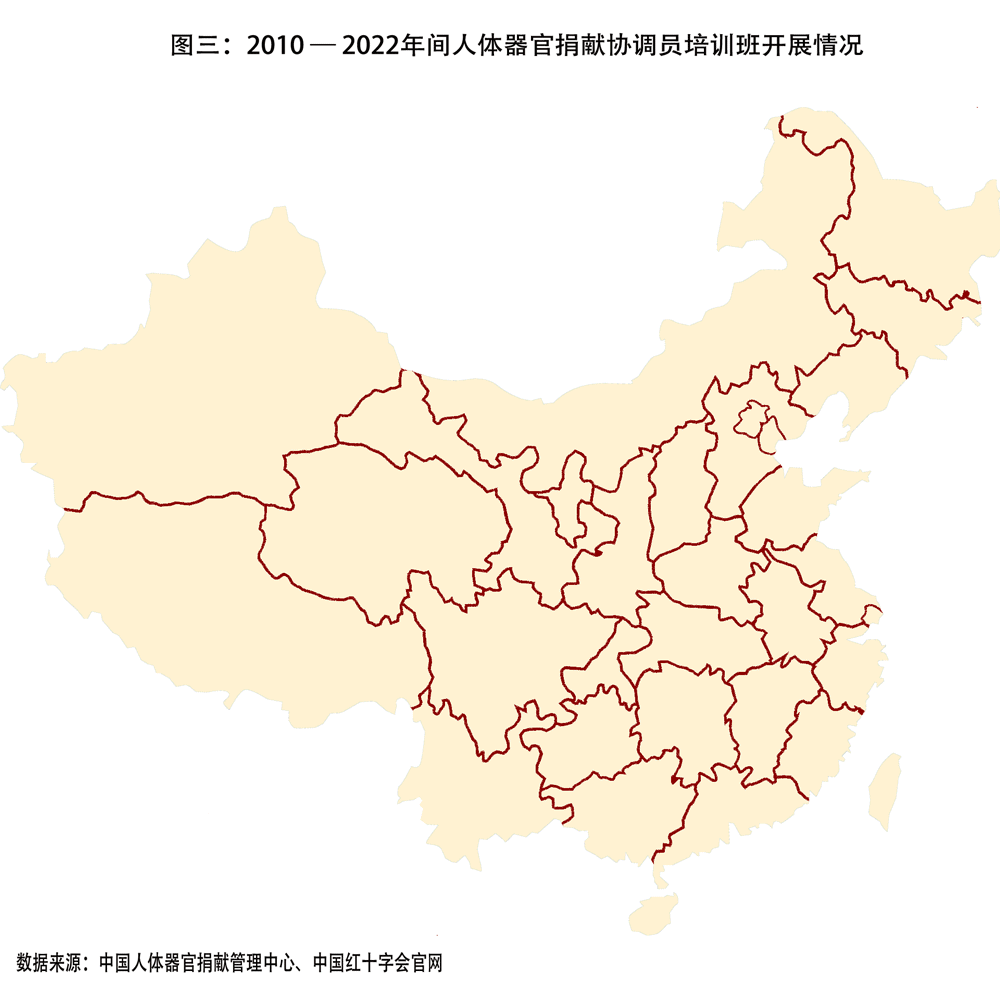 图三：2010 — 2022年间人体器官捐献协调员培训班开展情况
数据来源：中国人体器官捐献管理中心、中国红十字会官网